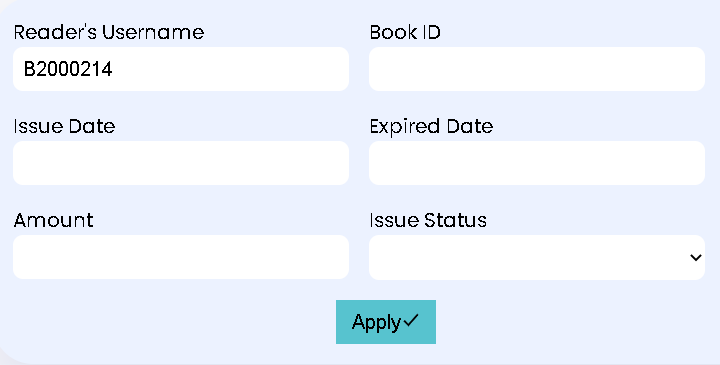 Reader's Username
Book ID
B2000214
Issue Date
Expired Date
Amount
Issue Status
Apply✓